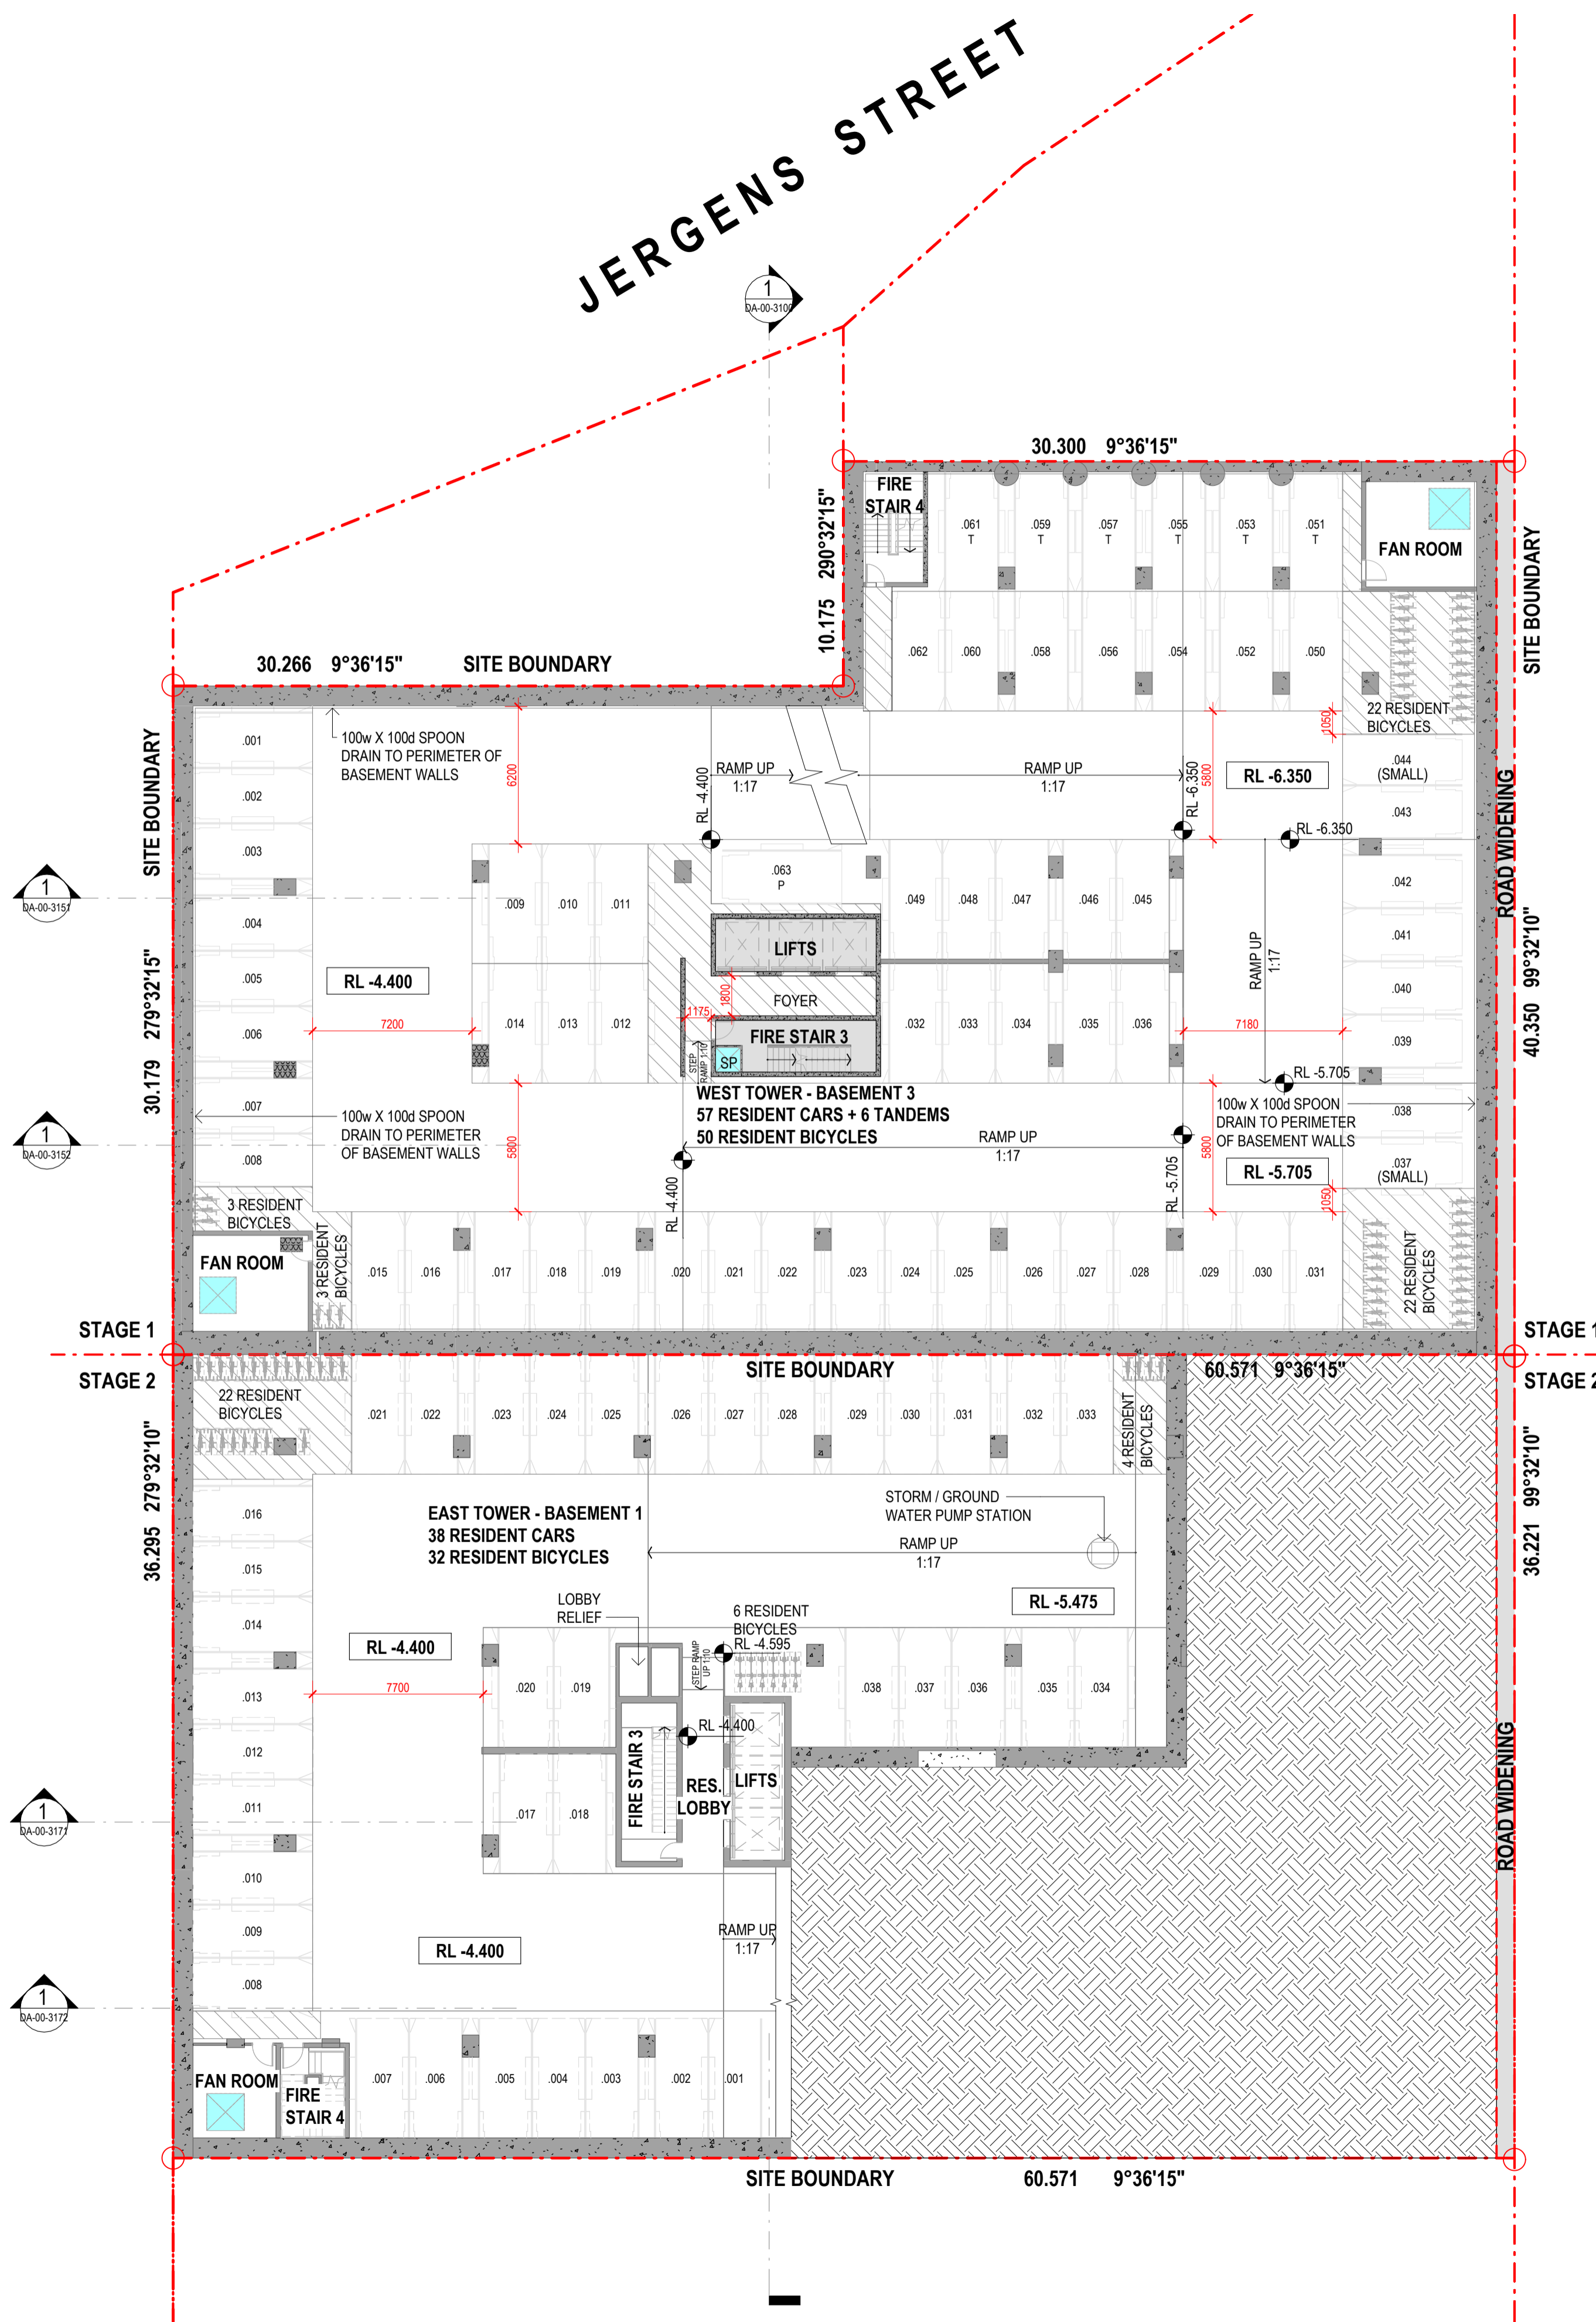 JERGENS STREET
1
DA-00-3100
30.300 9°36'15"
290°32'15"
10.175
FIRE
STAIR 4
.061
T
.059
T
.057
T
.055
T
.053
T
.051
T
FAN ROOM
SITE BOUNDARY
.062
.060
.058
.056
.054
.052
.050
22 RESIDENT
BICYCLES
1050
30.266 9°36'15" SITE BOUNDARY
SITE BOUNDARY
.001
.002
.003
.004
.005
.006
.007
.008
100w X 100d SPOON
DRAIN TO PERIMETER OF
BASEMENT WALLS
6200
RL -4.400
RAMP UP
1:17
RAMP UP
1:17
RL -6.350
5800
RL -6.350
RL -6.350
.044
(SMALL)
.043
.042
.041
.040
.039
.038
.037
(SMALL)
ROAD WIDENING
40.350 99°32'10"
1
DA-00-3151
30.179 279°32'15"
RL -4.400
7200
.009
.010
.011
.014
.013
.012
.063
P
LIFTS
1800
FOYER
1175
FIRE STAIR 3
SP
STEP
RAMP 1:10
.049
.048
.047
.046
.045
.032
.033
.034
.035
.036
RAMP UP
1:17
7180
RL -5.705
WEST TOWER - BASEMENT 3
57 RESIDENT CARS + 6 TANDEMS
50 RESIDENT BICYCLES
100w X 100d SPOON
DRAIN TO PERIMETER
OF BASEMENT WALLS
100w X 100d SPOON
DRAIN TO PERIMETER
OF BASEMENT WALLS
1
DA-00-3152
5800
RAMP UP
1:17
RL -4.400
RL -5.705
5800
RL -5.705
1050
3 RESIDENT
BICYCLES
3 RESIDENT
BICYCLES
FAN ROOM
.015
.016
.017
.018
.019
.020
.021
.022
.023
.024
.025
.026
.027
.028
.029
.030
.031
22 RESIDENT
BICYCLES
STAGE 1
STAGE 1
SITE BOUNDARY
60.571 9°36'15"
STAGE 2
STAGE 2
22 RESIDENT
BICYCLES
.021
.022
.023
.024
.025
.026
.027
.028
.029
.030
.031
.032
.033
4 RESIDENT
BICYCLES
36.295 279°32'10"
36.221 99°32'10"
.016
.015
.014
.013
.012
.011
.010
.009
.008
EAST TOWER - BASEMENT 1
38 RESIDENT CARS
32 RESIDENT BICYCLES
STORM / GROUND
WATER PUMP STATION
RAMP UP
1:17
RL -5.475
LOBBY
RELIEF
6 RESIDENT
BICYCLES
RL -4.595
STEP RAMP
UP 1:10
RL -4.400
7700
.020
.019
.038
.037
.036
.035
.034
RL -4.400
FIRE STAIR 3
RES.
LOBBY
LIFTS
.017
.018
ROAD WIDENING
1
DA-00-3171
RL -4.400
RAMP UP
1:17
1
DA-00-3172
FAN ROOM
FIRE
STAIR 4
.007
.006
.005
.004
.003
.002
.001
SITE BOUNDARY 60.571 9°36'15"